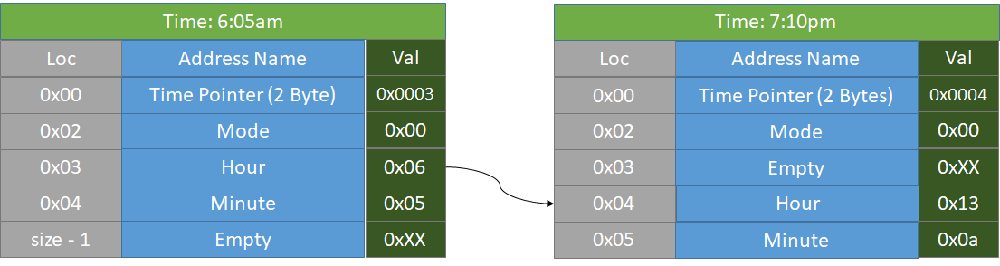 Time: 6:05am
Loc Address Name Val
0x00 Time Pointer (2 Byte) 0x0003
0x02 Mode 0x00
0x03 Hour 0x06
0x04 Minute 0x05
size - 1 Empty 0xXX
Time: 7:10pm
Loc Address Name Val
0x00 Time Pointer (2 Bytes) 0x0004
0x02 Mode 0x00
0x03 Empty 0xXX
0x04 Hour 0x13
0x05 Minute 0x0a